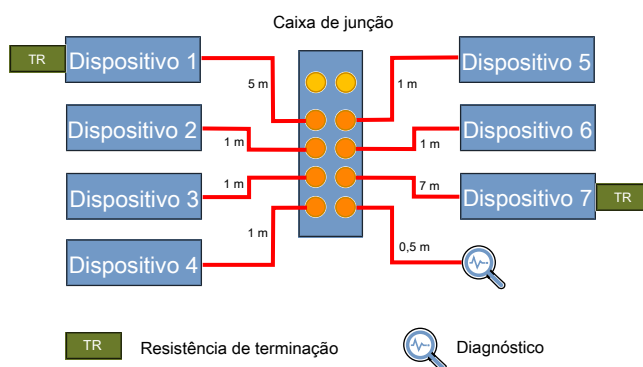 Caixa de junção
TR
Dispositivo 1
5 m
1 m
Dispositivo 5
Dispositivo 2
1 m
1 m
Dispositivo 6
Dispositivo 3
1 m
7 m
Dispositivo 7
TR
Dispositivo 4
1 m
0,5 m
TR
Resistência de terminação
Diagnóstico